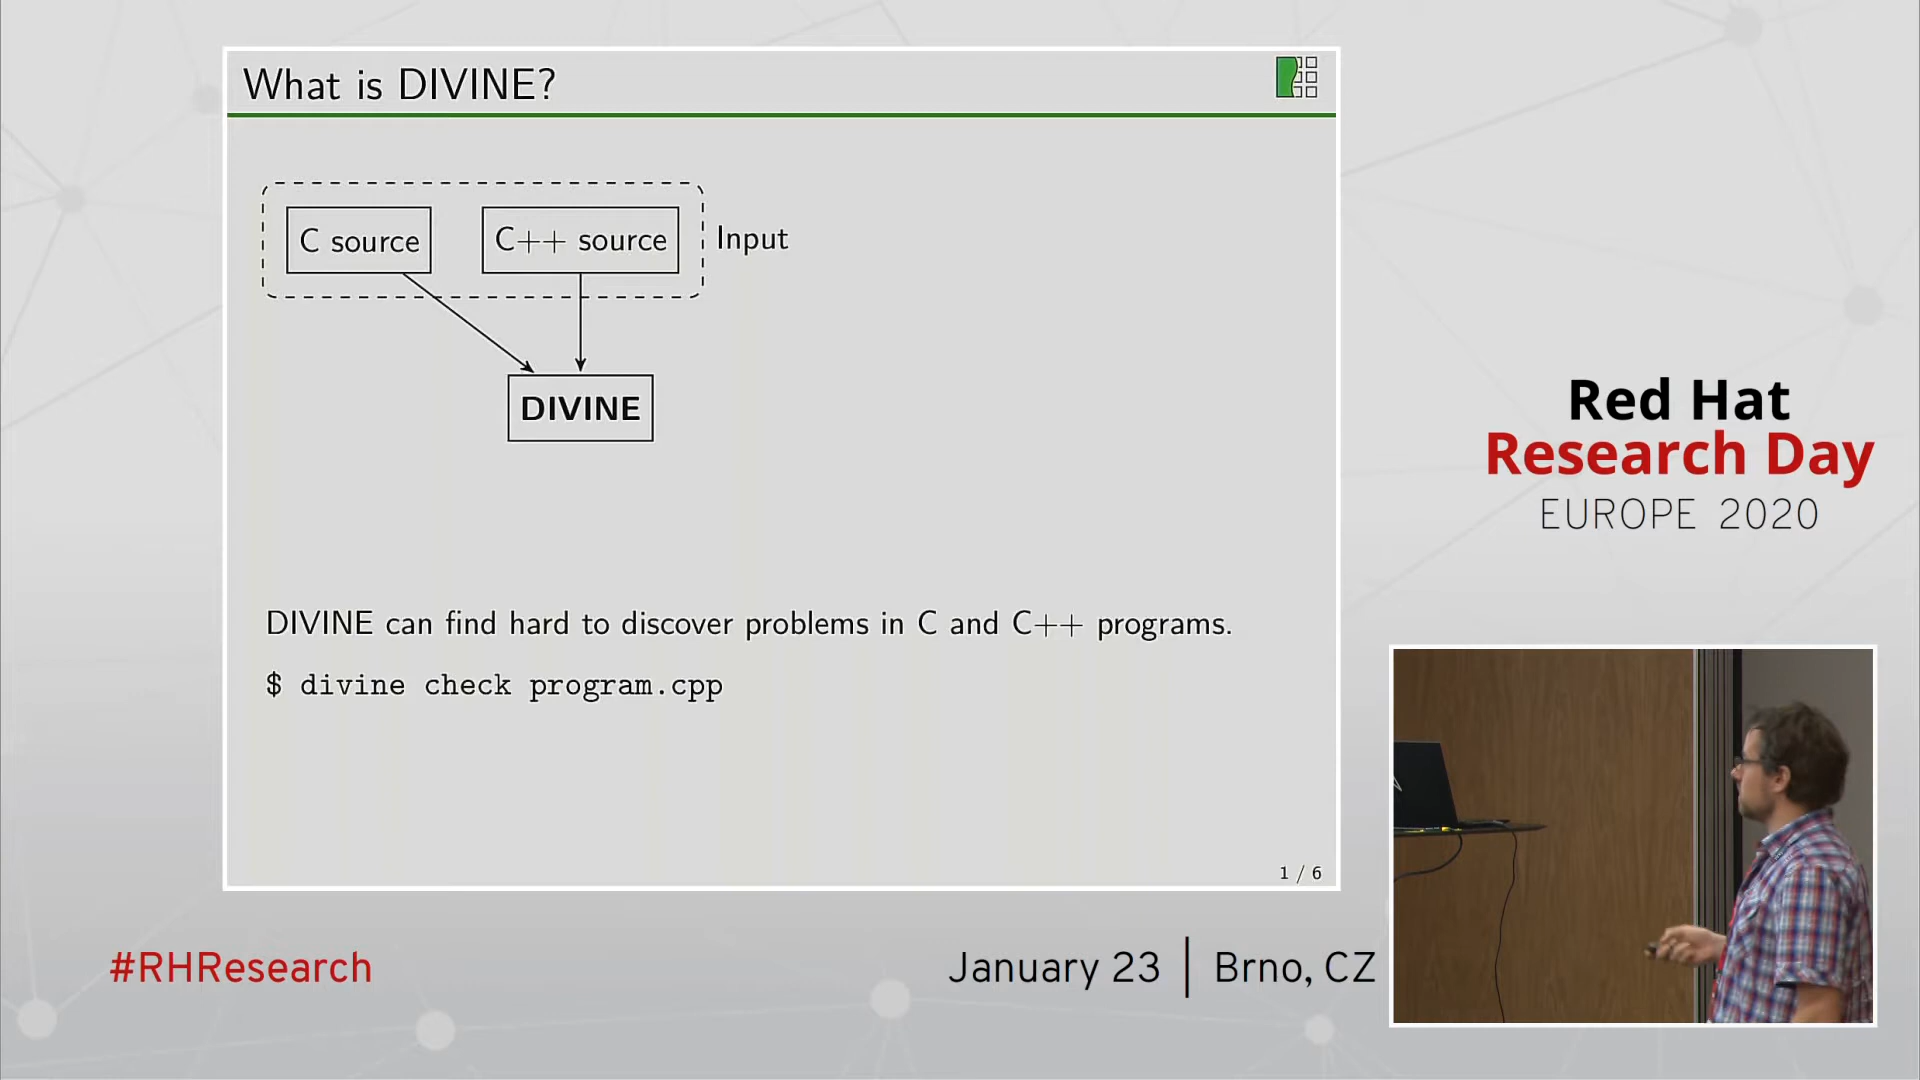 What is DIVINE?
C source
C++ source
Input
DIVINE
DIVINE can find hard to discover problems in C and C++ programs.
$ divine check program.cpp
1 / 6
Red Hat
Research Day
EUROPE 2020
#RHResearch
January 23 | Brno, CZ